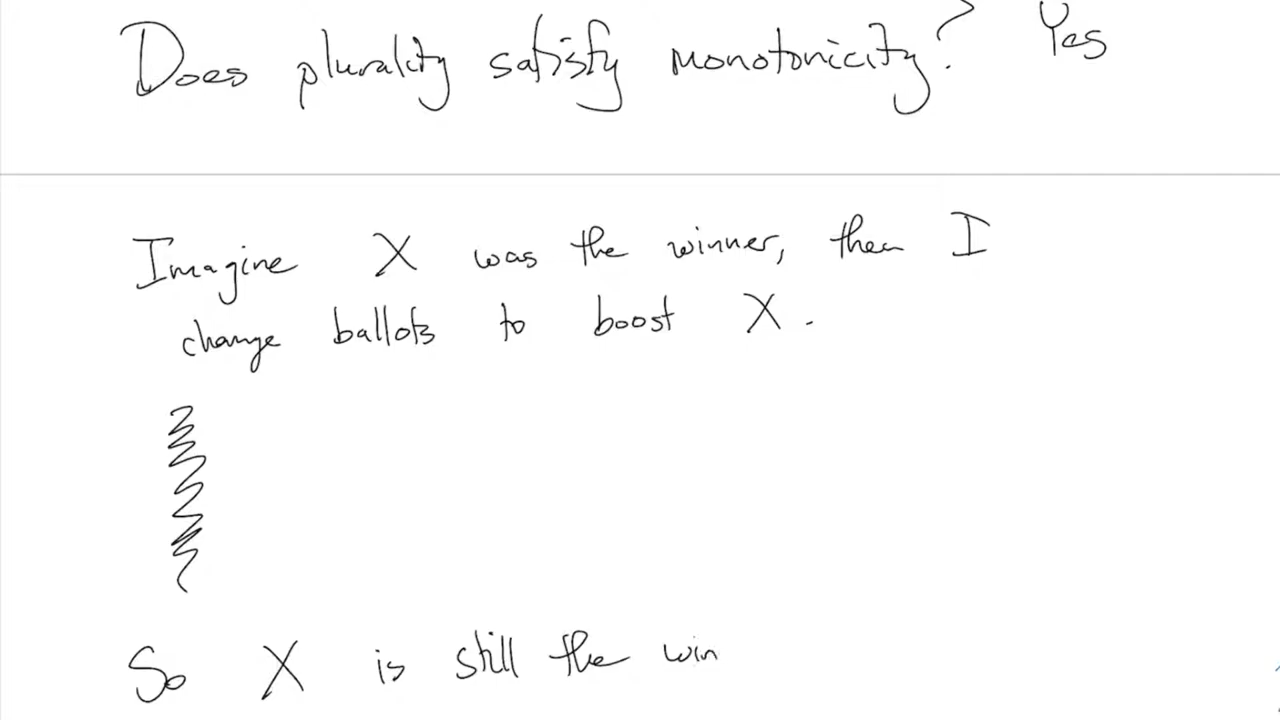 Does plurality satisfy monotonicity? Yes
Imagine X was the winner, then I
change ballots to boost X.
So X is still the win